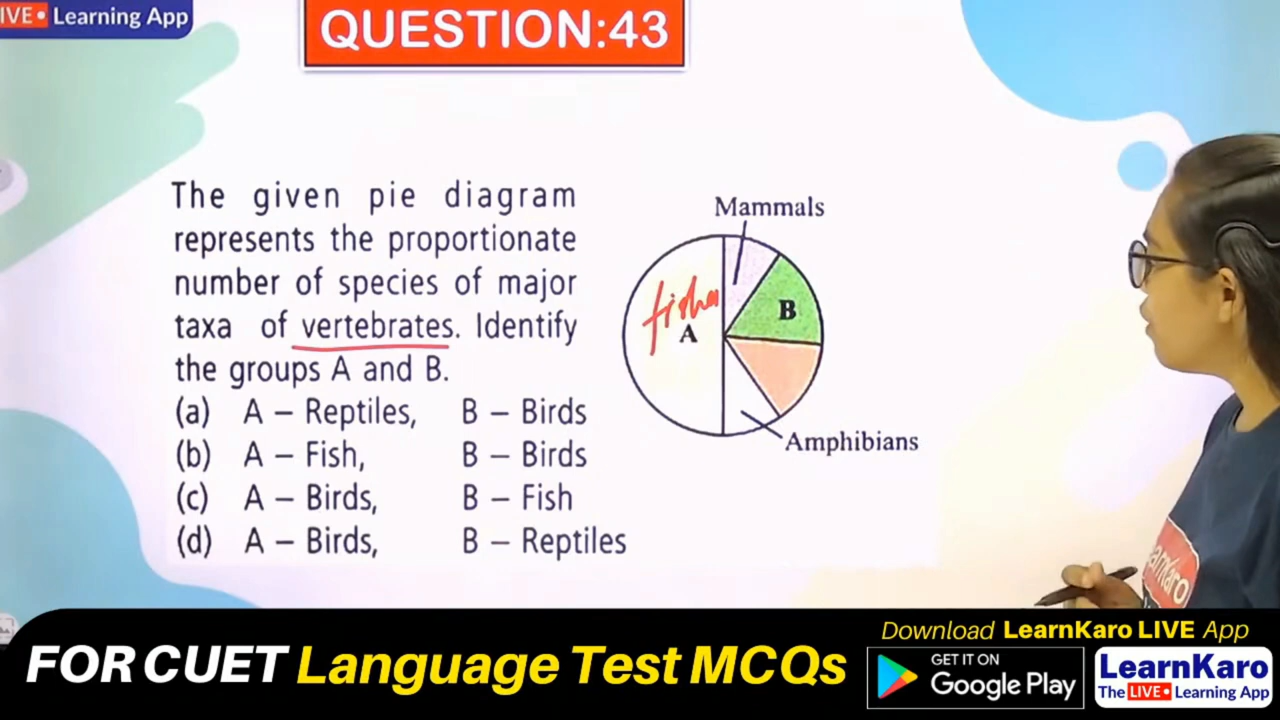 IVE • Learning App
QUESTION:43
The given pie diagram
represents the proportionate
number of species of major
taxa of vertebrates. Identify
the groups A and B.
(a) A – Reptiles, B – Birds
(b) A – Fish, B – Birds
(c) A – Birds, B – Fish
(d) A – Birds, B – Reptiles
Mammals
fishes
A
B
Amphibians
LearnKaro
FOR CUET Language Test MCQs
Download LearnKaro LIVE App
GET IT ON
Google Play
LearnKaro
The LIVE • Learning App